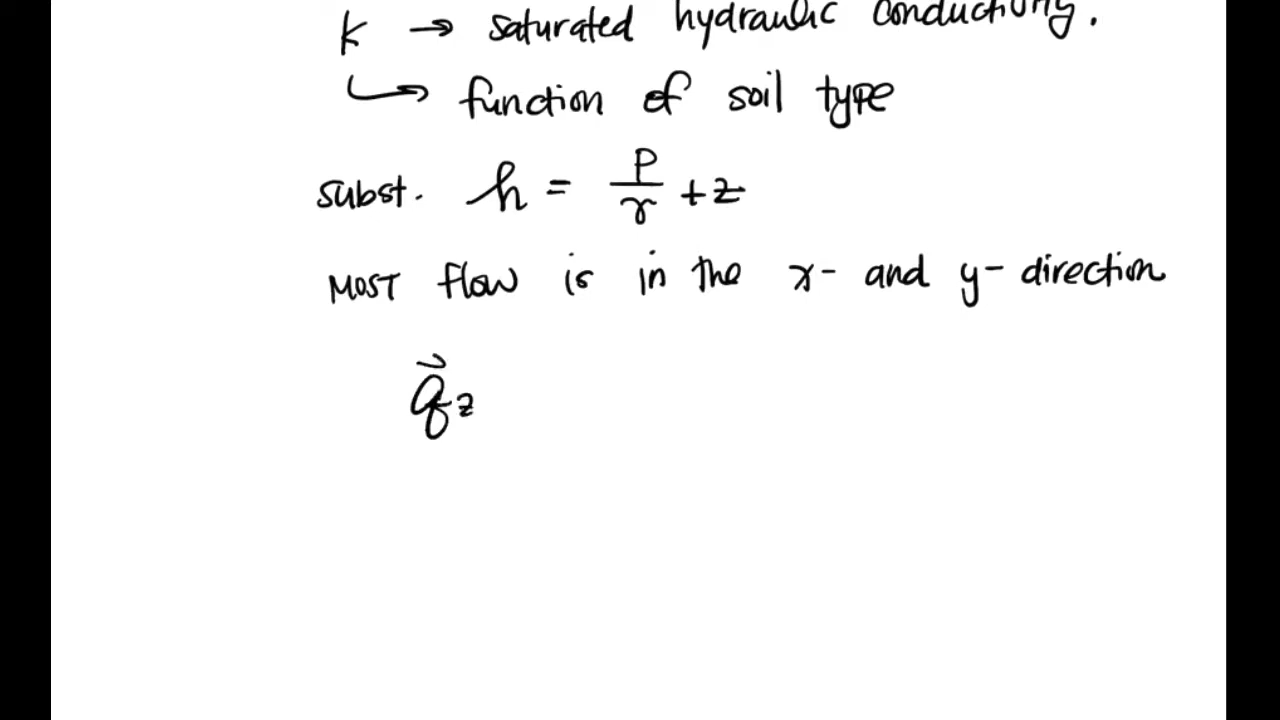 K → saturated hydraulic conductivity.
↳ function of soil type
subst. h = P/γ + z
MOST flow is in the x- and y- direction
q⃗z